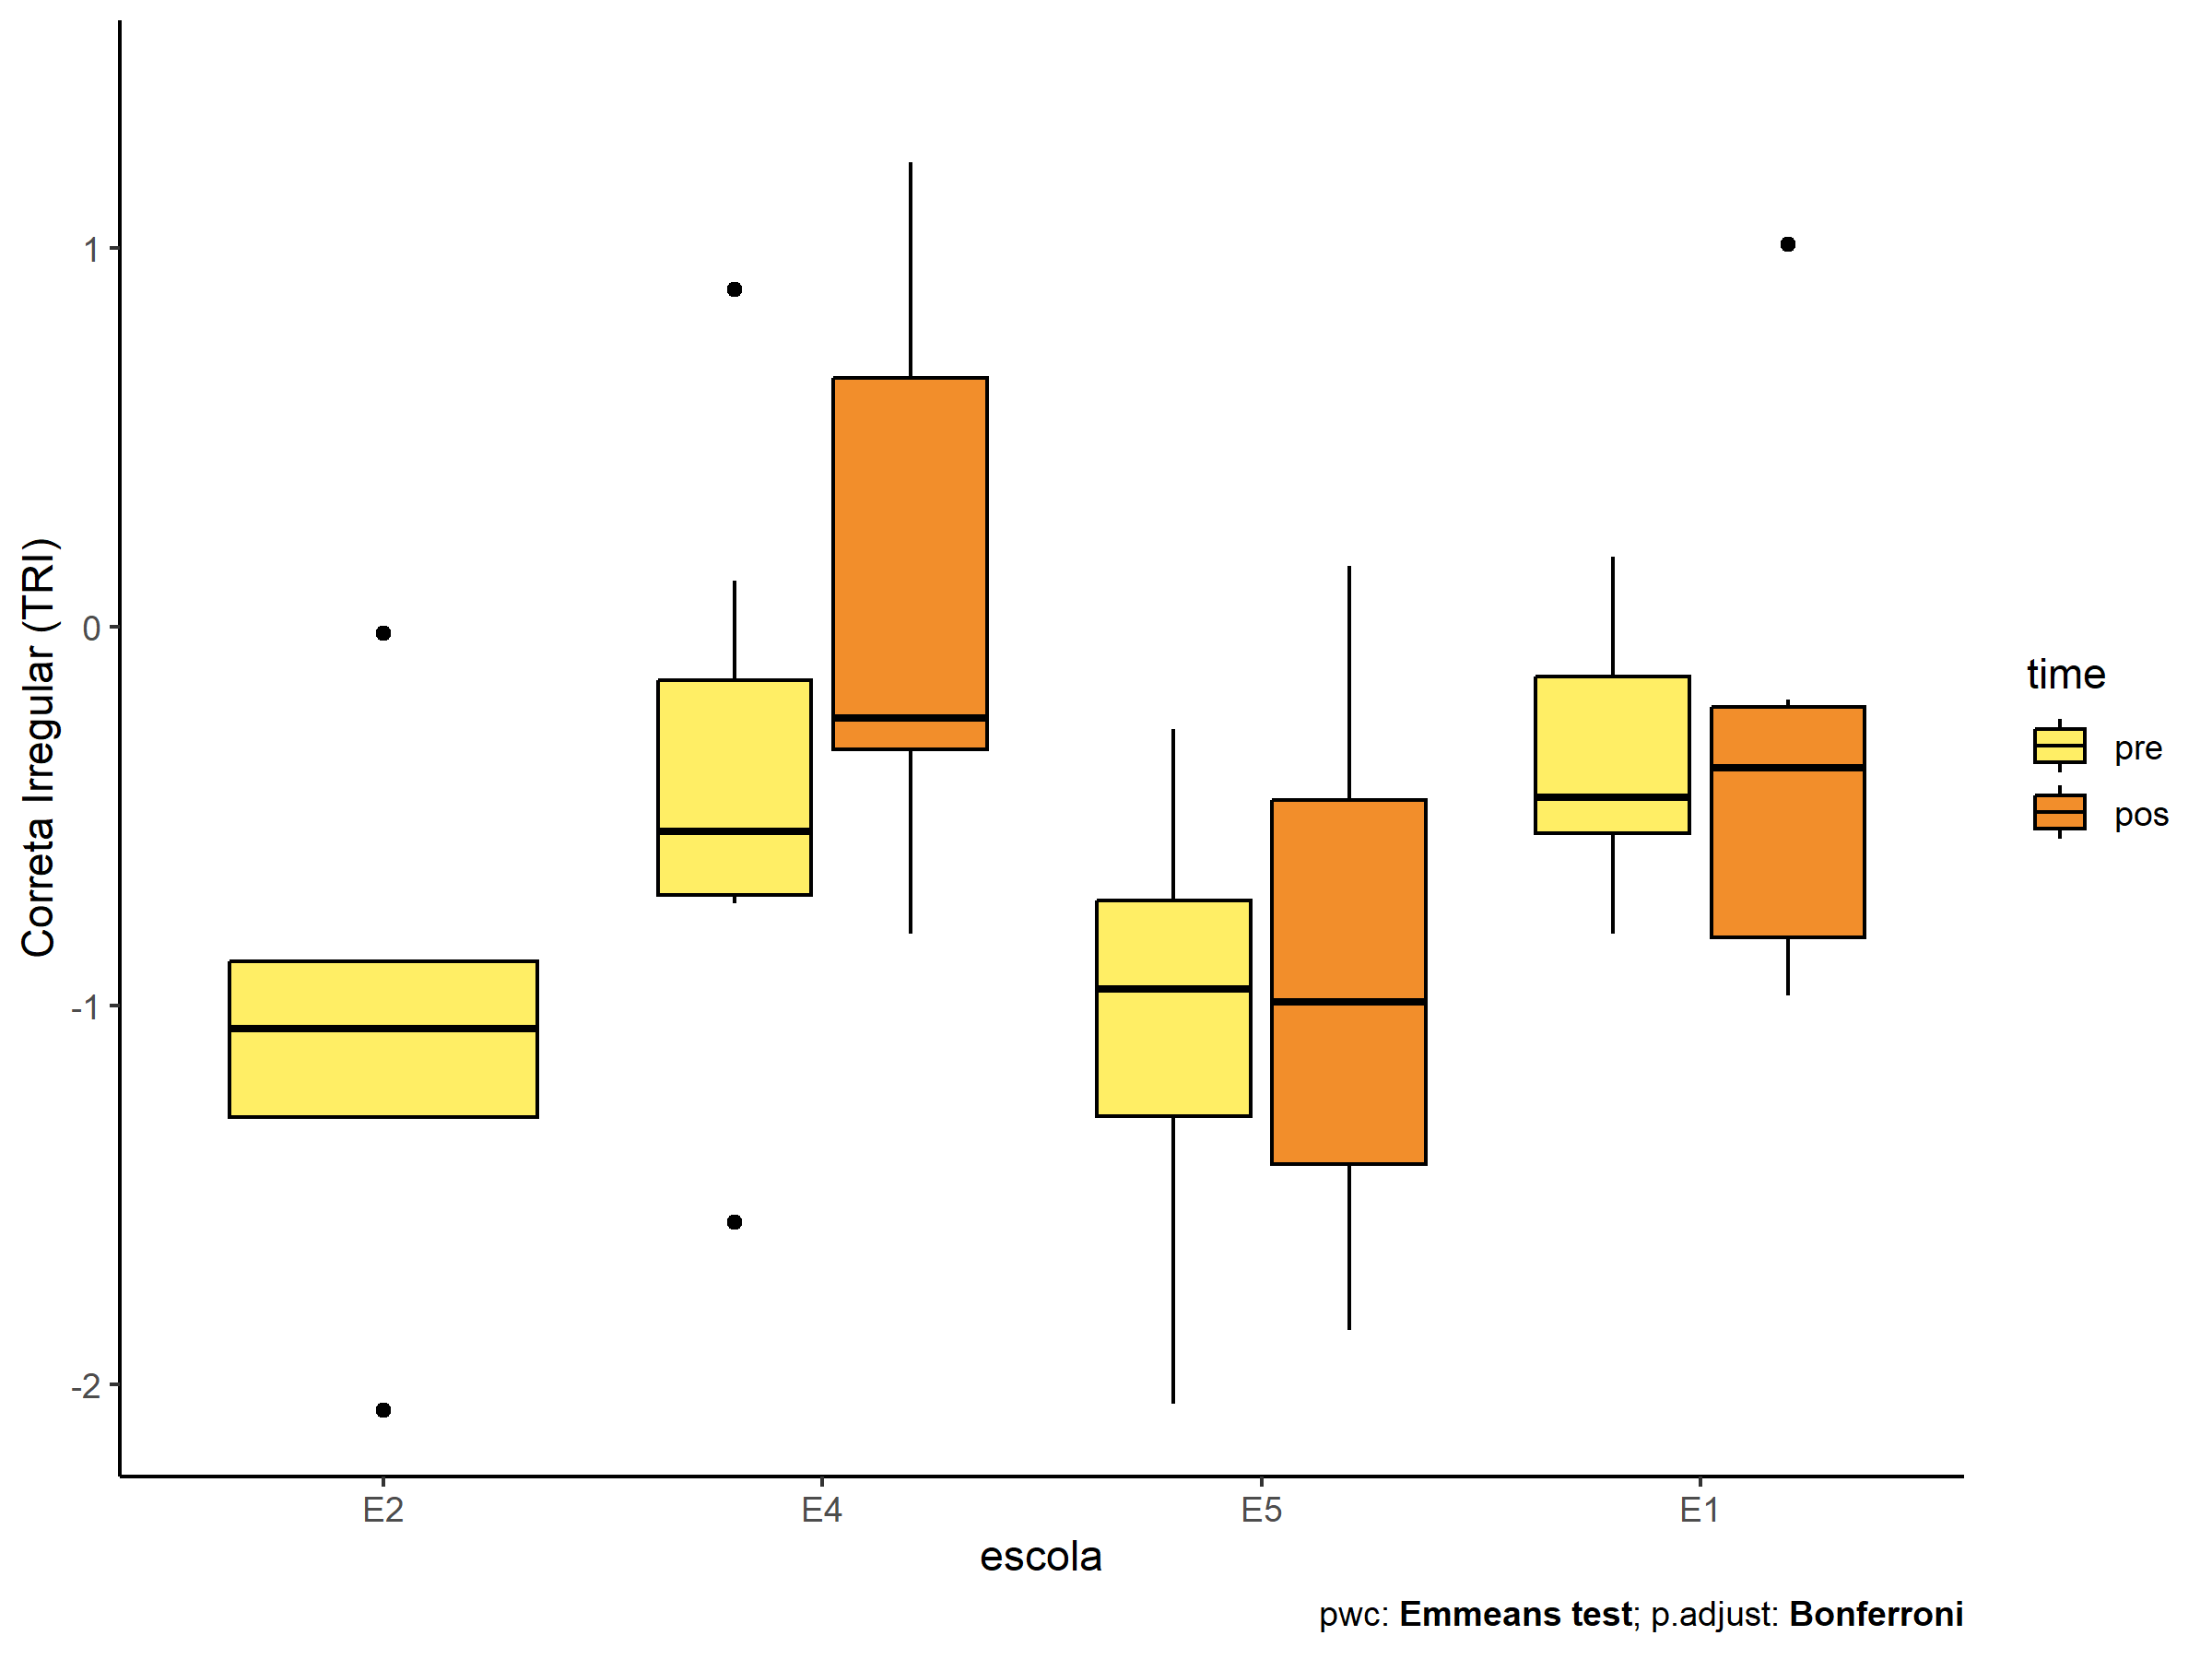 Correta Irregular (TRI)
1
0
-1
-2
E2 E4 E5 E1
escola
time
pre
pos
pwc: Emmeans test; p.adjust: Bonferroni